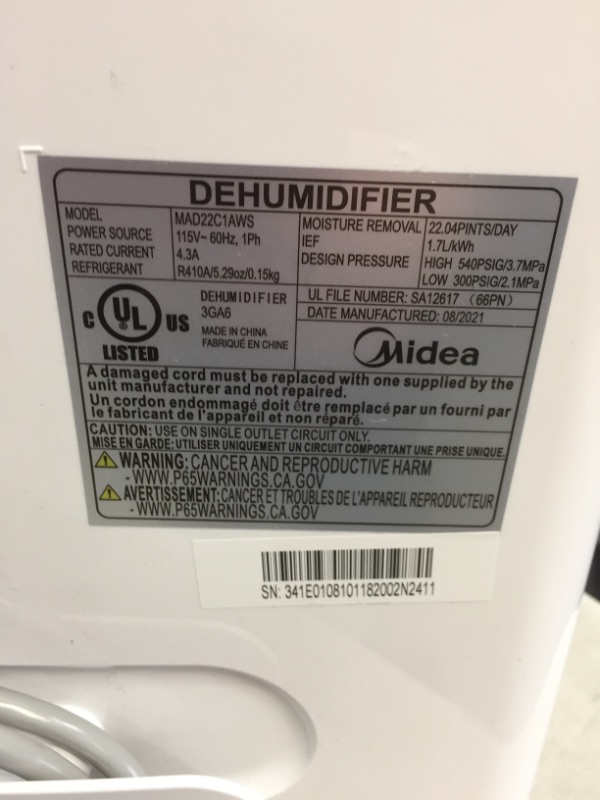 DEHUMIDIFIER
MODEL MAD22C1AWS
POWER SOURCE 115V~ 60Hz, 1Ph
RATED CURRENT 4.3A
REFRIGERANT R410A/5.29oz/0.15kg
MOISTURE REMOVAL 22.04PINTS/DAY
IEF 1.7L/kWh
DESIGN PRESSURE HIGH 540PSIG/3.7MPa
LOW 300PSIG/2.1MPa
C UL US
LISTED
DEHUMIDIFIER
3GA6
MADE IN CHINA
FABRIQUÉ EN CHINE
UL FILE NUMBER: SA12617 (66PN)
DATE MANUFACTURED: 08/2021
Midea
A damaged cord must be replaced with one supplied by the
unit manufacturer and not repaired.
Un cordon endommagé doit être remplacé par un fourni par
le fabricant de l'appareil et non réparé.
CAUTION: USE ON SINGLE OUTLET CIRCUIT ONLY.
MISE EN GARDE: UTILISER UNIQUEMENT UN CIRCUIT COMPORTANT UNE PRISE UNIQUE.
WARNING: CANCER AND REPRODUCTIVE HARM
- WWW.P65WARNINGS.CA.GOV
AVERTISSEMENT: CANCER ET TROUBLES DE L'APPAREIL REPRODUCTEUR
- WWW.P65WARNINGS.CA.GOV
SN: 341E0108101182002N2411